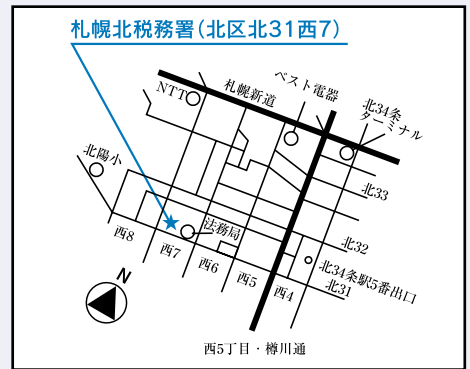 札幌北税務署(北区北31西7)
NTT
札幌新道
ベスト電器
北34条
ターミナル
北陽小
北33
法務局
北32
西8
西7
西6
西5
西4
北34条駅5番出口
北31
N
西5丁目・樽川通